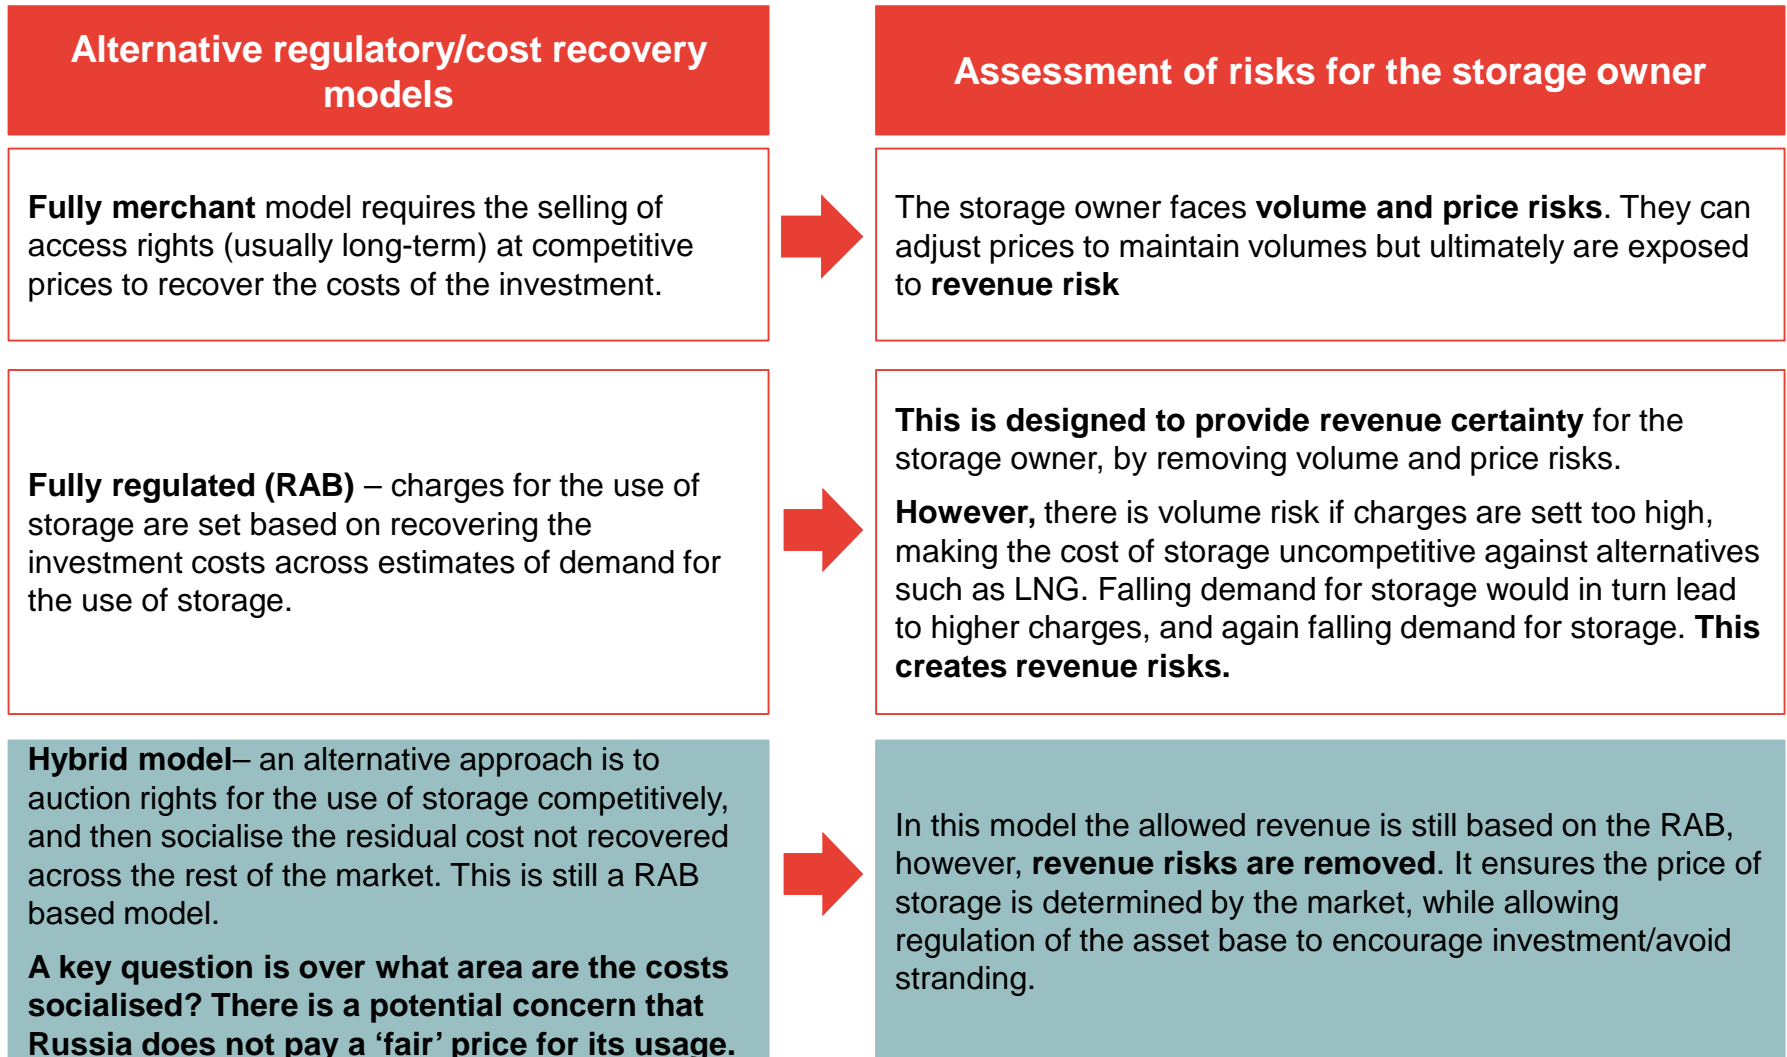 Alternative regulatory/cost recovery
models
Assessment of risks for the storage owner
Fully merchant model requires the selling of
access rights (usually long-term) at competitive
prices to recover the costs of the investment.
The storage owner faces volume and price risks. They can
adjust prices to maintain volumes but ultimately are exposed
to revenue risk
Fully regulated (RAB) – charges for the use of
storage are set based on recovering the
investment costs across estimates of demand for
the use of storage.
This is designed to provide revenue certainty for the
storage owner, by removing volume and price risks.
However, there is volume risk if charges are sett too high,
making the cost of storage uncompetitive against alternatives
such as LNG. Falling demand for storage would in turn lead
to higher charges, and again falling demand for storage. This
creates revenue risks.
Hybrid model– an alternative approach is to
auction rights for the use of storage competitively,
and then socialise the residual cost not recovered
across the rest of the market. This is still a RAB
based model.
A key question is over what area are the costs
socialised? There is a potential concern that
Russia does not pay a ‘fair’ price for its usage.
In this model the allowed revenue is still based on the RAB,
however, revenue risks are removed. It ensures the price of
storage is determined by the market, while allowing
regulation of the asset base to encourage investment/avoid
stranding.